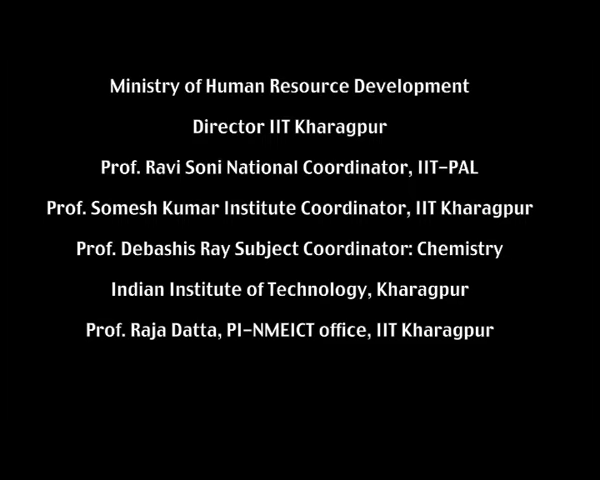 Ministry of Human Resource Development
Director IIT Kharagpur
Prof. Ravi Soni National Coordinator, IIT-PAL
Prof. Somesh Kumar Institute Coordinator, IIT Kharagpur
Prof. Debashis Ray Subject Coordinator: Chemistry
Indian Institute of Technology, Kharagpur
Prof. Raja Datta, PI-NMEICT office, IIT Kharagpur